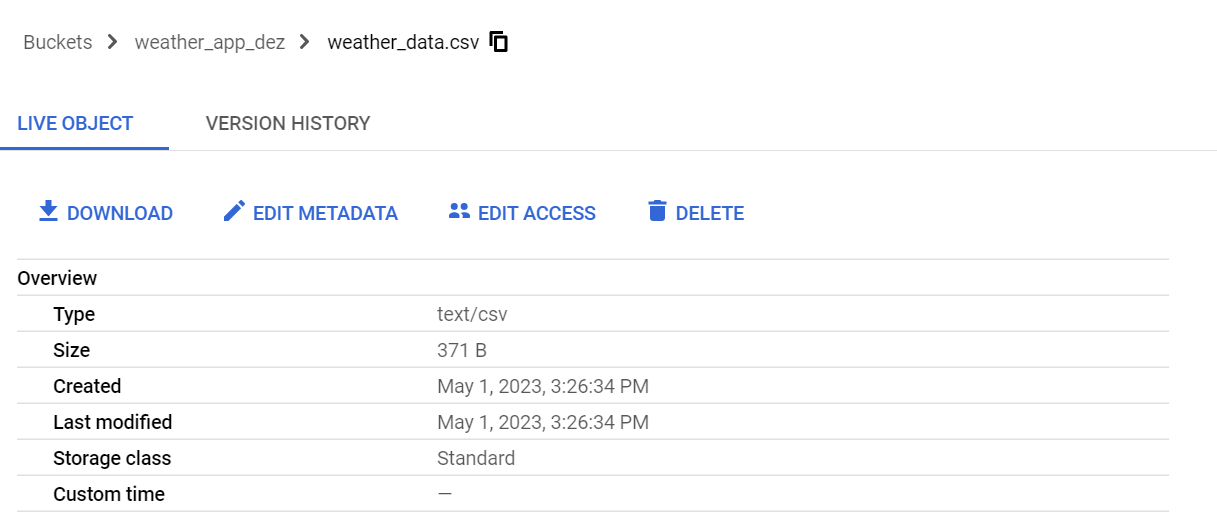 Buckets > weather_app_dez > weather_data.csv
LIVE OBJECT VERSION HISTORY
DOWNLOAD EDIT METADATA EDIT ACCESS DELETE
Overview
Type text/csv
Size 371 B
Created May 1, 2023, 3:26:34 PM
Last modified May 1, 2023, 3:26:34 PM
Storage class Standard
Custom time —